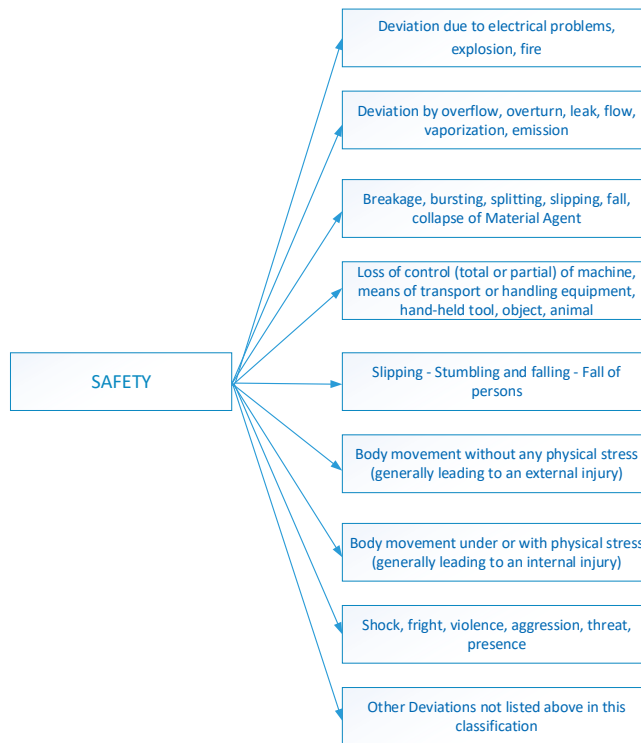 Deviation due to electrical problems,
explosion, fire
Deviation by overflow, overturn, leak, flow,
vaporization, emission
Breakage, bursting, splitting, slipping, fall,
collapse of Material Agent
Loss of control (total or partial) of machine,
means of transport or handling equipment,
hand-held tool, object, animal
SAFETY
Slipping - Stumbling and falling - Fall of
persons
Body movement without any physical stress
(generally leading to an external injury)
Body movement under or with physical stress
(generally leading to an internal injury)
Shock, fright, violence, aggression, threat,
presence
Other Deviations not listed above in this
classification